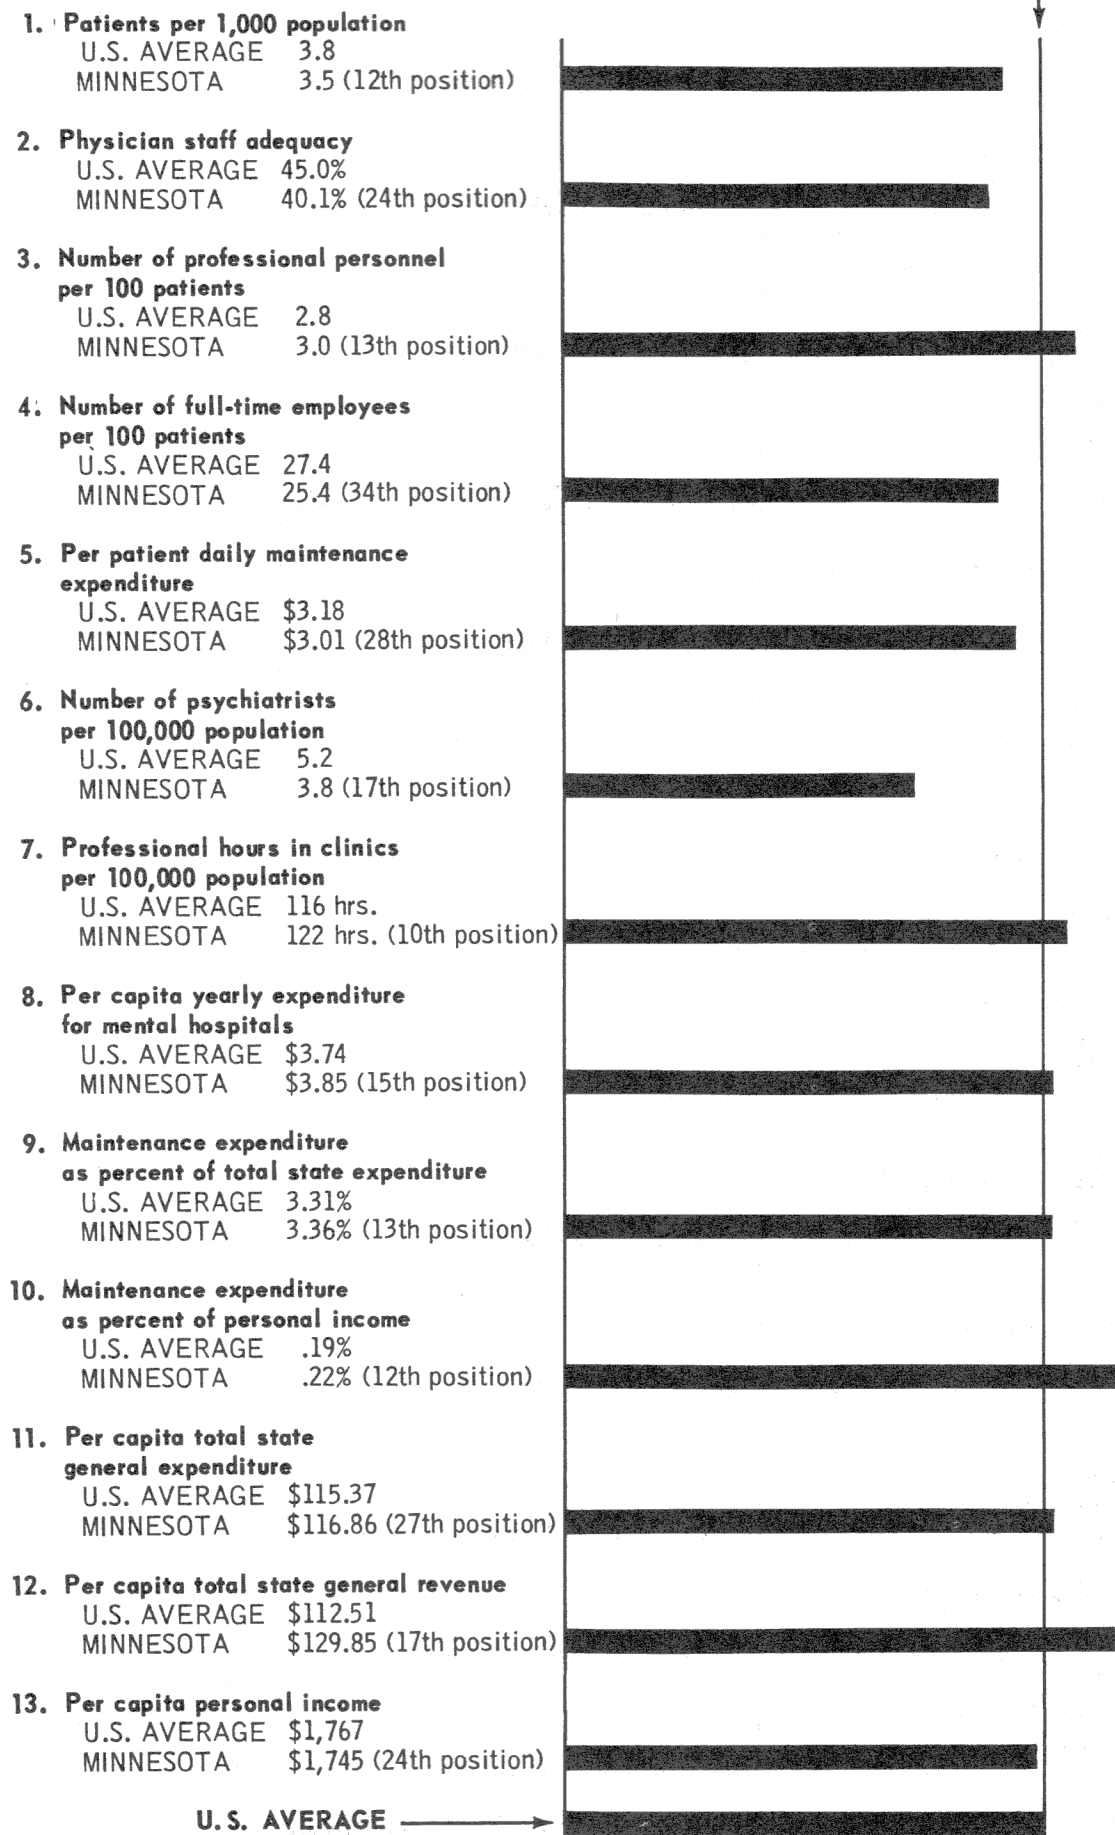 1. Patients per 1,000 population
U.S. AVERAGE 3.8
MINNESOTA 3.5 (12th position)
2. Physician staff adequacy
U.S. AVERAGE 45.0%
MINNESOTA 40.1% (24th position)
3. Number of professional personnel
per 100 patients
U.S. AVERAGE 2.8
MINNESOTA 3.0 (13th position)
4. Number of full-time employees
per 100 patients
U.S. AVERAGE 27.4
MINNESOTA 25.4 (34th position)
5. Per patient daily maintenance
expenditure
U.S. AVERAGE $3.18
MINNESOTA $3.01 (28th position)
6. Number of psychiatrists
per 100,000 population
U.S. AVERAGE 5.2
MINNESOTA 3.8 (17th position)
7. Professional hours in clinics
per 100,000 population
U.S. AVERAGE 116 hrs.
MINNESOTA 122 hrs. (10th position)
8. Per capita yearly expenditure
for mental hospitals
U.S. AVERAGE $3.74
MINNESOTA $3.85 (15th position)
9. Maintenance expenditure
as percent of total state expenditure
U.S. AVERAGE 3.31%
MINNESOTA 3.36% (13th position)
10. Maintenance expenditure
as percent of personal income
U.S. AVERAGE .19%
MINNESOTA .22% (12th position)
11. Per capita total state
general expenditure
U.S. AVERAGE $115.37
MINNESOTA $116.86 (27th position)
12. Per capita total state general revenue
U.S. AVERAGE $112.51
MINNESOTA $129.85 (17th position)
13. Per capita personal income
U.S. AVERAGE $1,767
MINNESOTA $1,745 (24th position)
U.S. AVERAGE